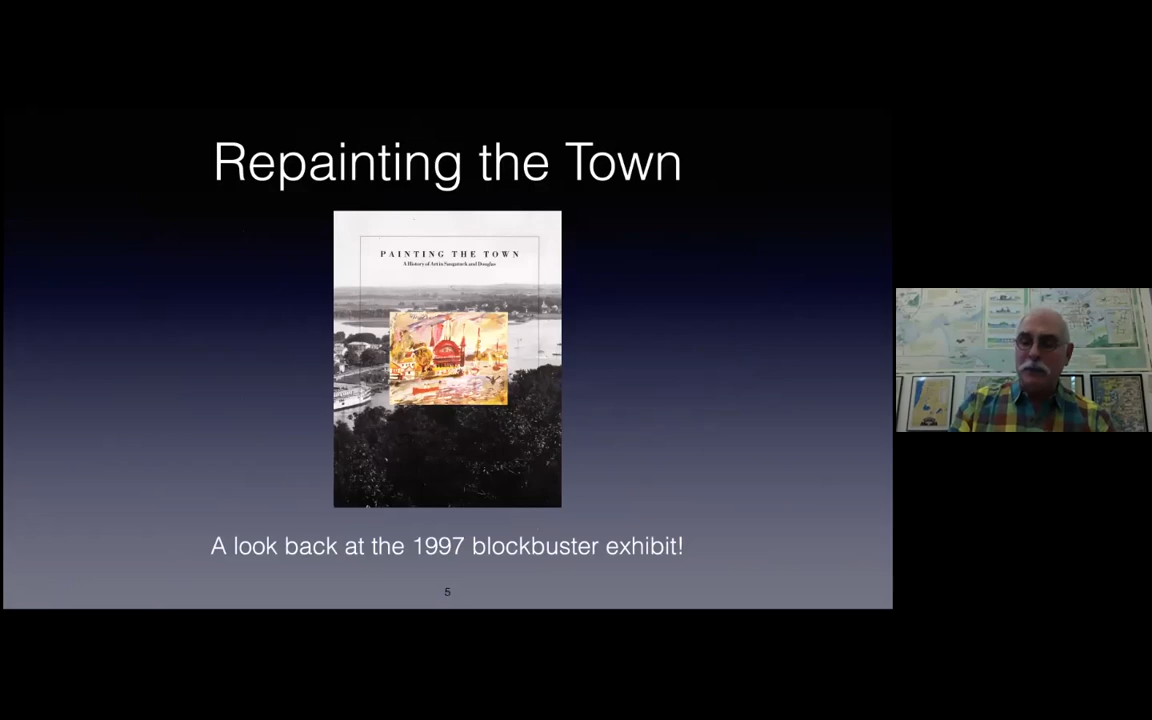 Repainting the Town
PAINTING THE TOWN
A History of Art in Saugatuck and Douglas
A look back at the 1997 blockbuster exhibit!
5